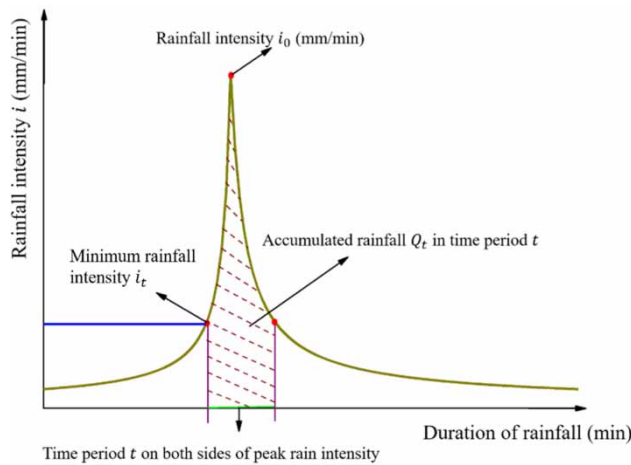 Rainfall intensity i (mm/min)
Rainfall intensity i₀ (mm/min)
Minimum rainfall
intensity iₜ
Accumulated rainfall Qₜ in time period t
Duration of rainfall (min)
Time period t on both sides of peak rain intensity